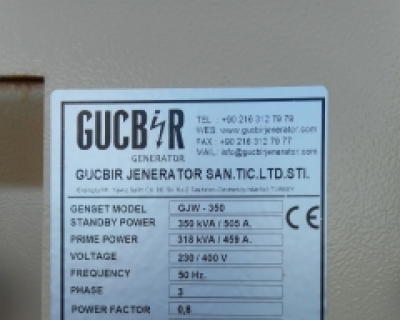 GUCBİR
GENERATOR
TEL : +90 216 312 79 79
WEB : www.gucbirjenerator.com
FAX : +90 216 312 77 79
MAIL : info@gucbirjenerator.com
GUCBIR JENERATOR SAN.TIC.LTD.STI.
GENSET MODEL GJW - 350
STANDBY POWER 350 kVA / 505 A.
PRIME POWER 318 kVA / 459 A.
VOLTAGE 230 / 400 V
FREQUENCY 50 Hz.
PHASE 3
POWER FACTOR 0,8
CE